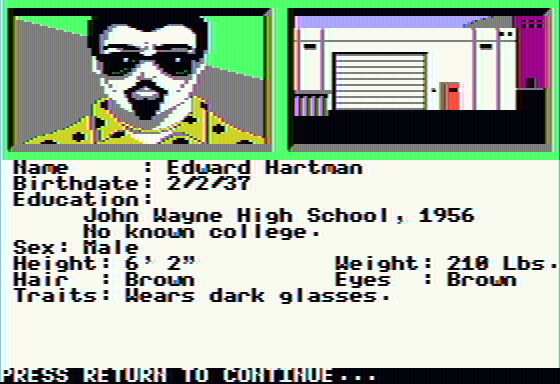 Name      : Edward Hartman
Birthdate: 2/2/37
Education:
      John Wayne High School, 1956
      No known college.
Sex: Male
Height: 6' 2"            Weight: 210 Lbs.
Hair  : Brown            Eyes  : Brown
Traits: Wears dark glasses.
PRESS RETURN TO CONTINUE...